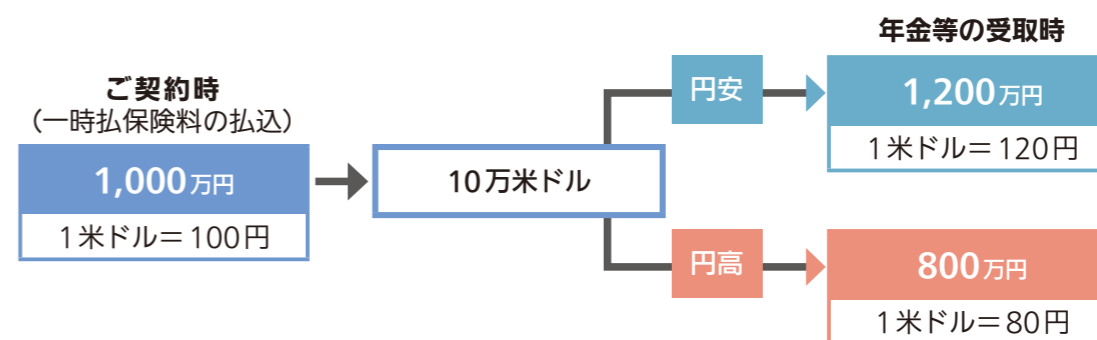 ご契約時
（一時払保険料の払込）
1,000万円
1米ドル＝100円
10万米ドル
円安
年金等の受取時
1,200万円
1米ドル＝120円
円高
800万円
1米ドル＝80円